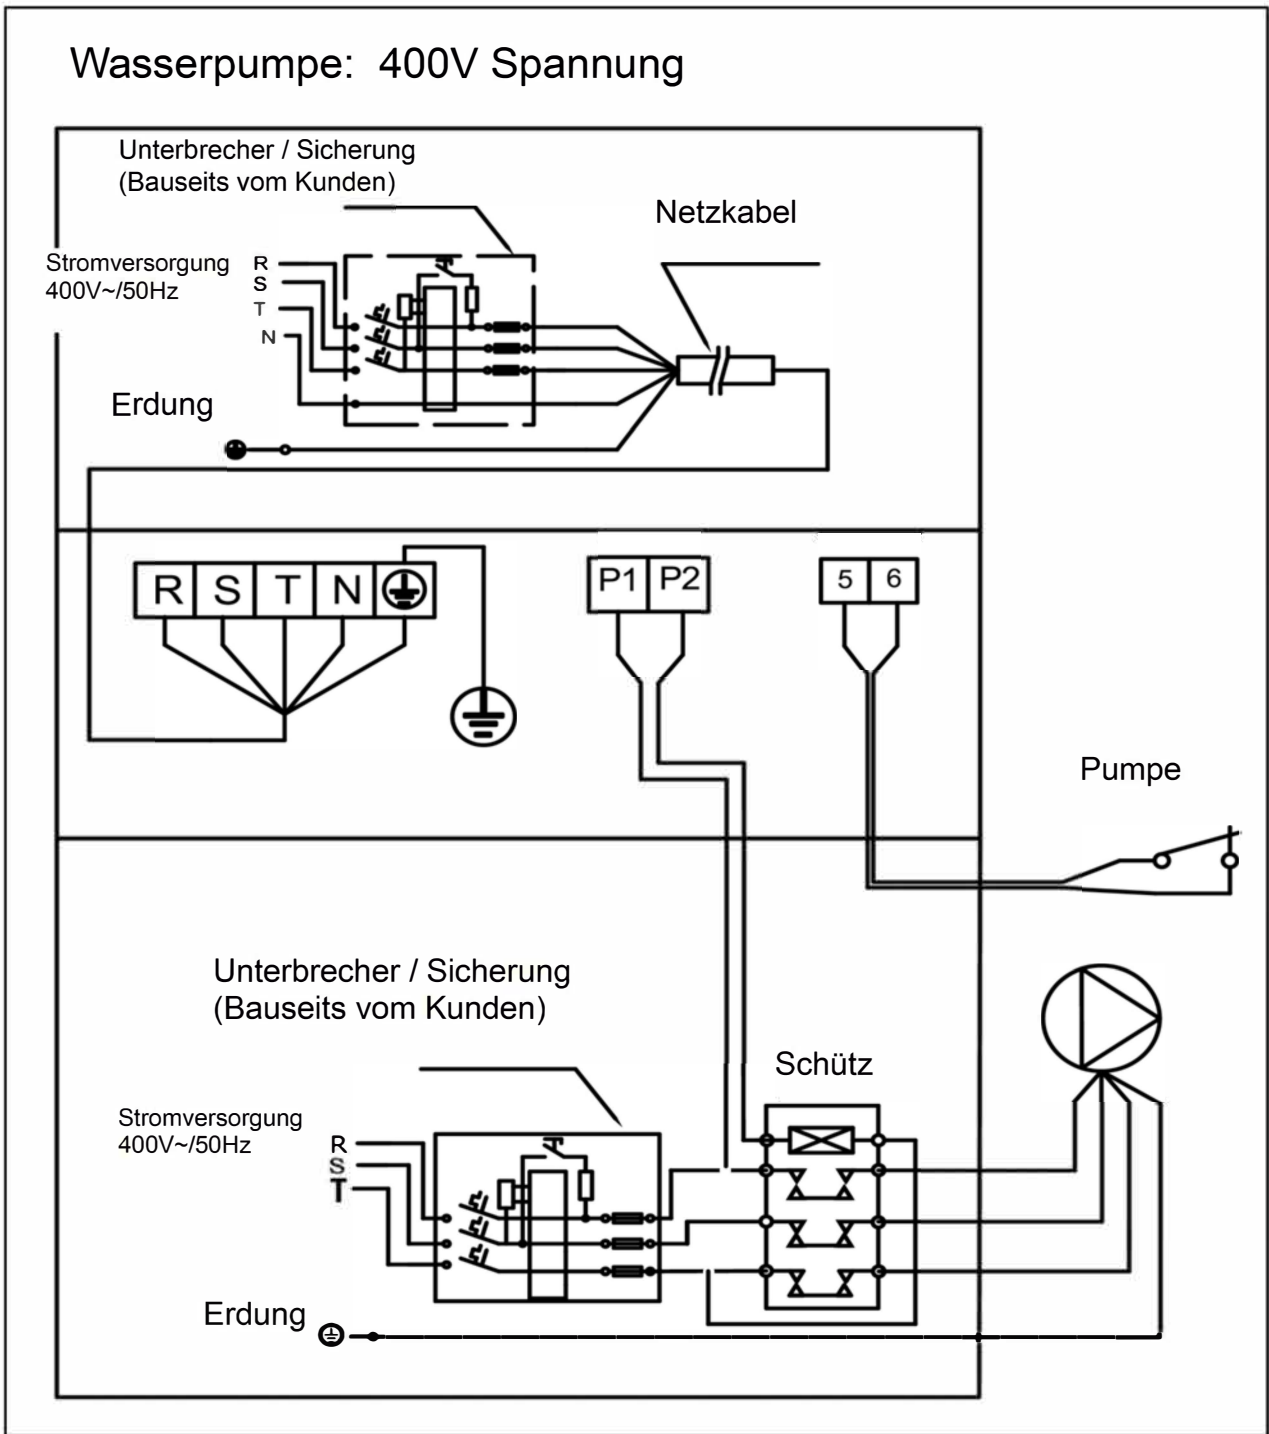 Wasserpumpe: 400V Spannung
Unterbrecher / Sicherung
(Bauseits vom Kunden)
Netzkabel
Stromversorgung
400V~/50Hz
R
S
T
N
Erdung
R S T N
P1 P2
5 6
Pumpe
Unterbrecher / Sicherung
(Bauseits vom Kunden)
Schütz
Stromversorgung
400V~/50Hz
R
S
T
Erdung